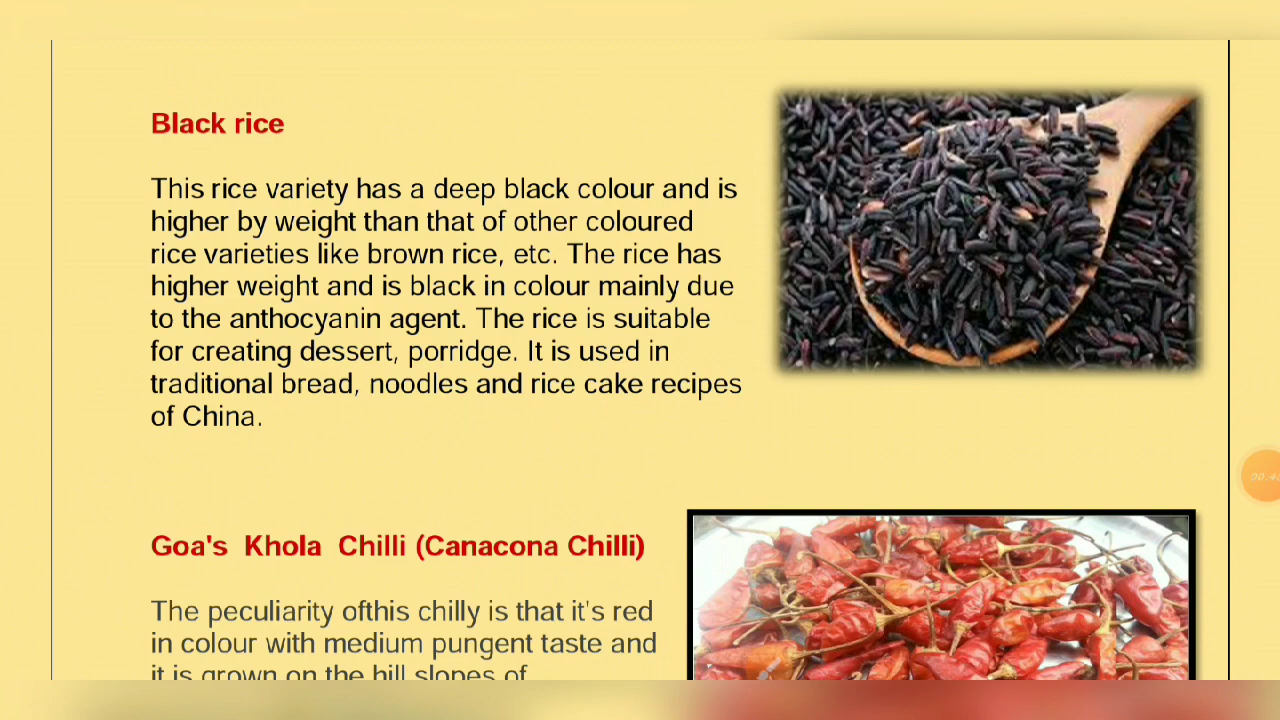 Black rice
This rice variety has a deep black colour and is
higher by weight than that of other coloured
rice varieties like brown rice, etc. The rice has
higher weight and is black in colour mainly due
to the anthocyanin agent. The rice is suitable
for creating dessert, porridge. It is used in
traditional bread, noodles and rice cake recipes
of China.
Goa's Khola Chilli (Canacona Chilli)
The peculiarity ofthis chilly is that it's red
in colour with medium pungent taste and
it is grown on the hill slopes of